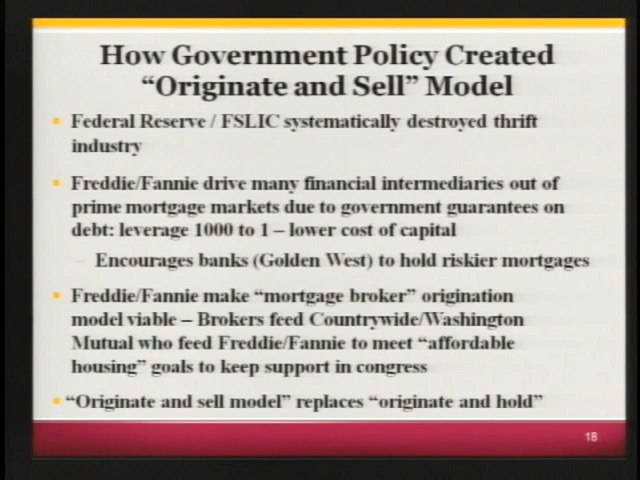 How Government Policy Created
“Originate and Sell” Model
Federal Reserve / FSLIC systematically destroyed thrift
industry
Freddie/Fannie drive many financial intermediaries out of
prime mortgage markets due to government guarantees on
debt: leverage 1000 to 1 – lower cost of capital
Encourages banks (Golden West) to hold riskier mortgages
Freddie/Fannie make “mortgage broker” origination
model viable – Brokers feed Countrywide/Washington
Mutual who feed Freddie/Fannie to meet “affordable
housing” goals to keep support in congress
“Originate and sell model” replaces “originate and hold”
18